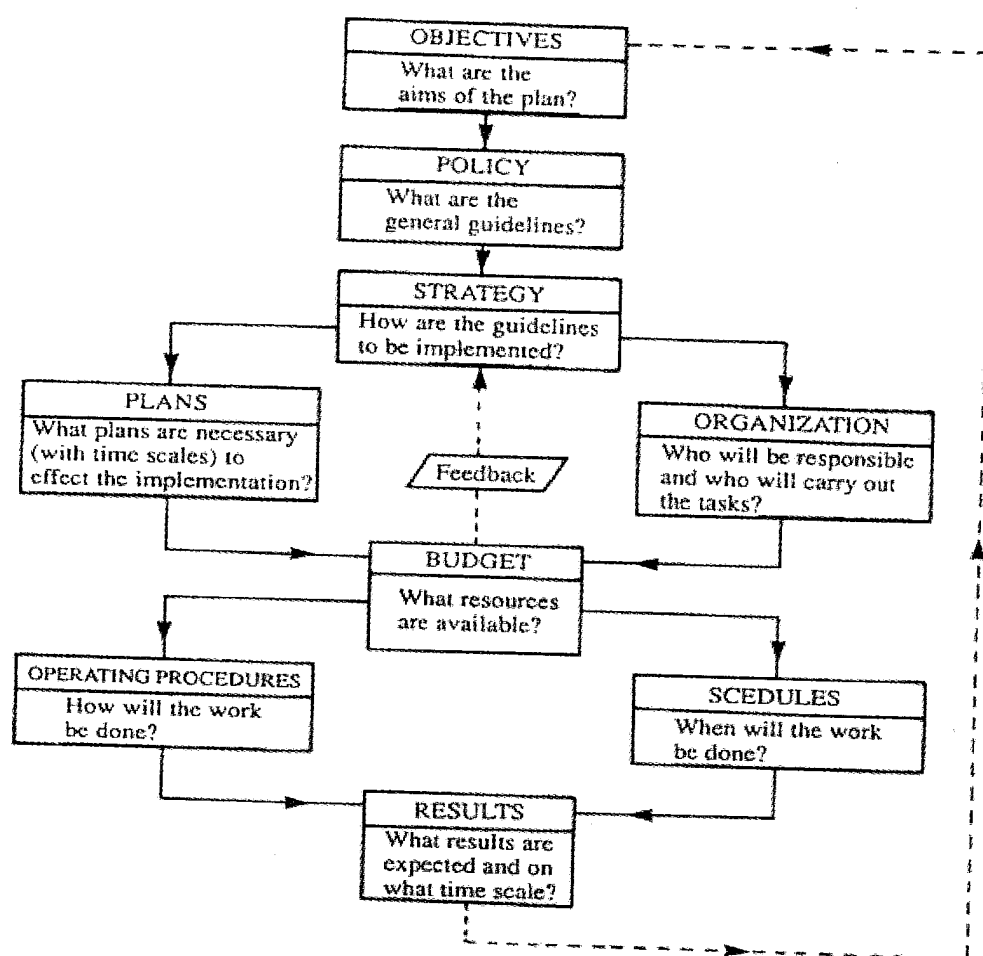 OBJECTIVES
What are the
aims of the plan?
POLICY
What are the
general guidelines?
STRATEGY
How are the guidelines
to be implemented?
PLANS
What plans are necessary
(with time scales) to
effect the implementation?
ORGANIZATION
Who will be responsible
and who will carry out
the tasks?
Feedback
BUDGET
What resources
are available?
OPERATING PROCEDURES
How will the work
be done?
SCEDULES
When will the work
be done?
RESULTS
What results are
expected and on
what time scale?